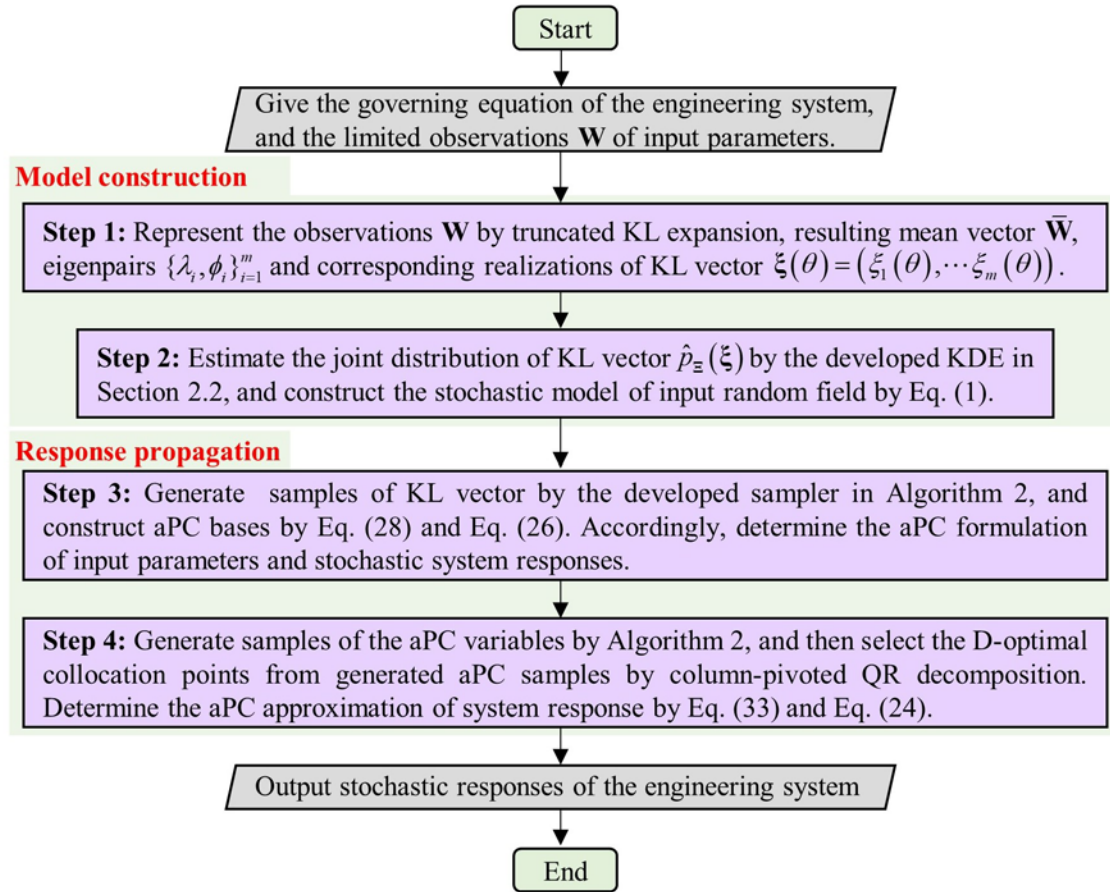 Start
Give the governing equation of the engineering system,
and the limited observations W of input parameters.
Model construction
Step 1: Represent the observations W by truncated KL expansion, resulting mean vector W̄,
eigenpairs {λᵢ,ϕᵢ}ᵢ₌₁ᵐ and corresponding realizations of KL vector ξ(θ)=(ξ₁(θ),⋯ξₘ(θ)).
Step 2: Estimate the joint distribution of KL vector p̂_Ξ(ξ) by the developed KDE in
Section 2.2, and construct the stochastic model of input random field by Eq. (1).
Response propagation
Step 3: Generate samples of KL vector by the developed sampler in Algorithm 2, and
construct aPC bases by Eq. (28) and Eq. (26). Accordingly, determine the aPC formulation
of input parameters and stochastic system responses.
Step 4: Generate samples of the aPC variables by Algorithm 2, and then select the D-optimal
collocation points from generated aPC samples by column-pivoted QR decomposition.
Determine the aPC approximation of system response by Eq. (33) and Eq. (24).
Output stochastic responses of the engineering system
End